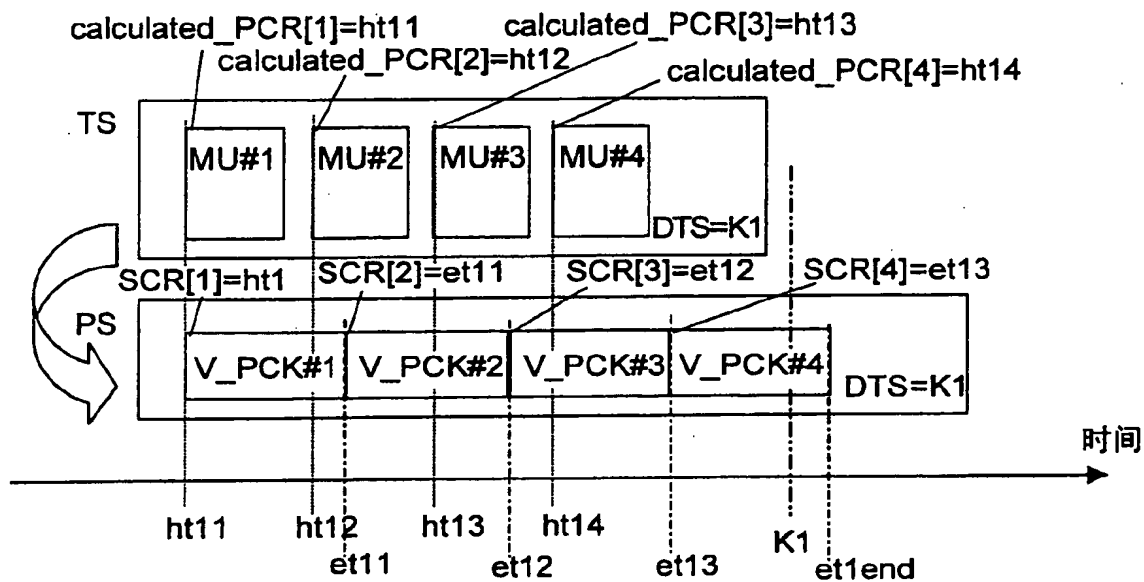 calculated_PCR[1]=ht11
calculated_PCR[3]=ht13
calculated_PCR[2]=ht12
calculated_PCR[4]=ht14
TS
MU#1
MU#2
MU#3
MU#4
DTS=K1
SCR[1]=ht1
SCR[2]=et11
SCR[3]=et12
SCR[4]=et13
PS
V_PCK#1
V_PCK#2
V_PCK#3
V_PCK#4
DTS=K1
时间
ht11
ht12
ht13
ht14
K1
et11
et12
et13
et1end